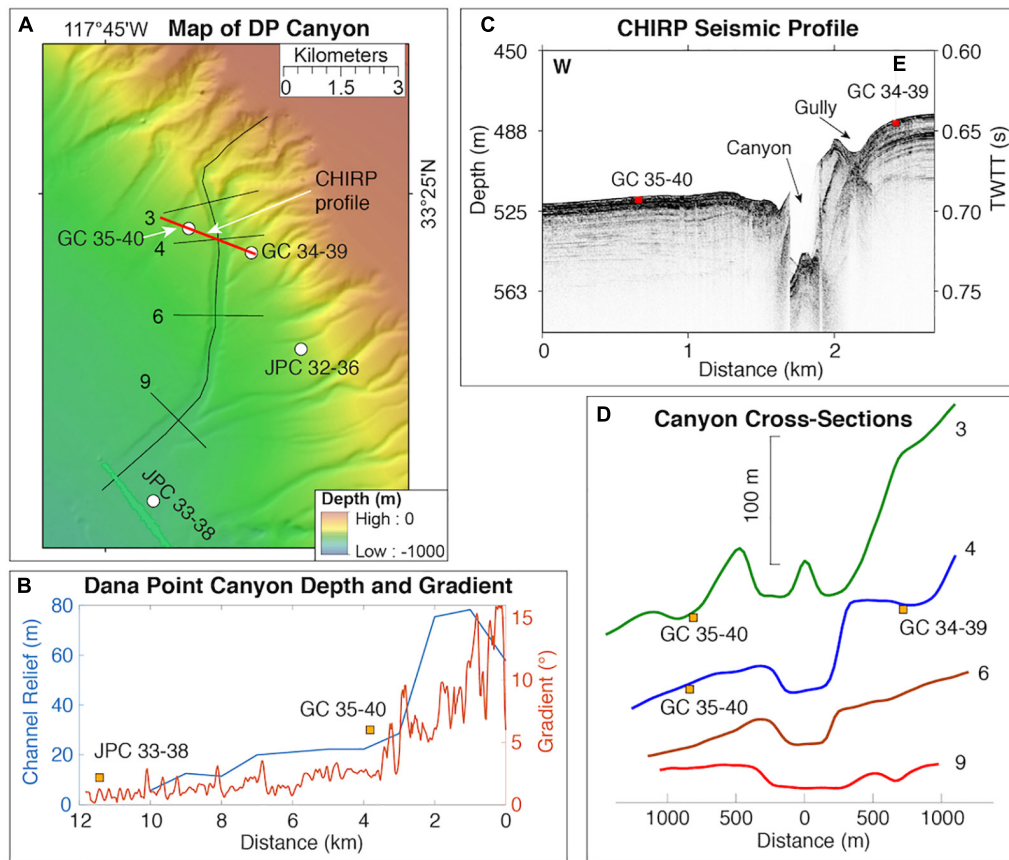 A
117°45'W Map of DP Canyon
Kilometers
0 1.5 3
33°25'N
CHIRP
profile
3
GC 35-40
4
GC 34-39
6
JPC 32-36
9
JPC 33-38
Depth (m)
High : 0
Low : -1000
B
Dana Point Canyon Depth and Gradient
Channel Relief (m)
80
60
40
20
0
GC 35-40
JPC 33-38
15
10
5
0
Gradient (°)
12 10 8 6 4 2 0
Distance (km)
C
CHIRP Seismic Profile
450
488
525
563
Depth (m)
W
E
GC 34-39
Gully
Canyon
GC 35-40
0.60
0.65
0.70
0.75
TWTT (s)
0 1 2
Distance (km)
D
Canyon Cross-Sections
3
100 m
4
GC 35-40
GC 34-39
6
GC 35-40
9
1000 500 0 500 1000
Distance (m)